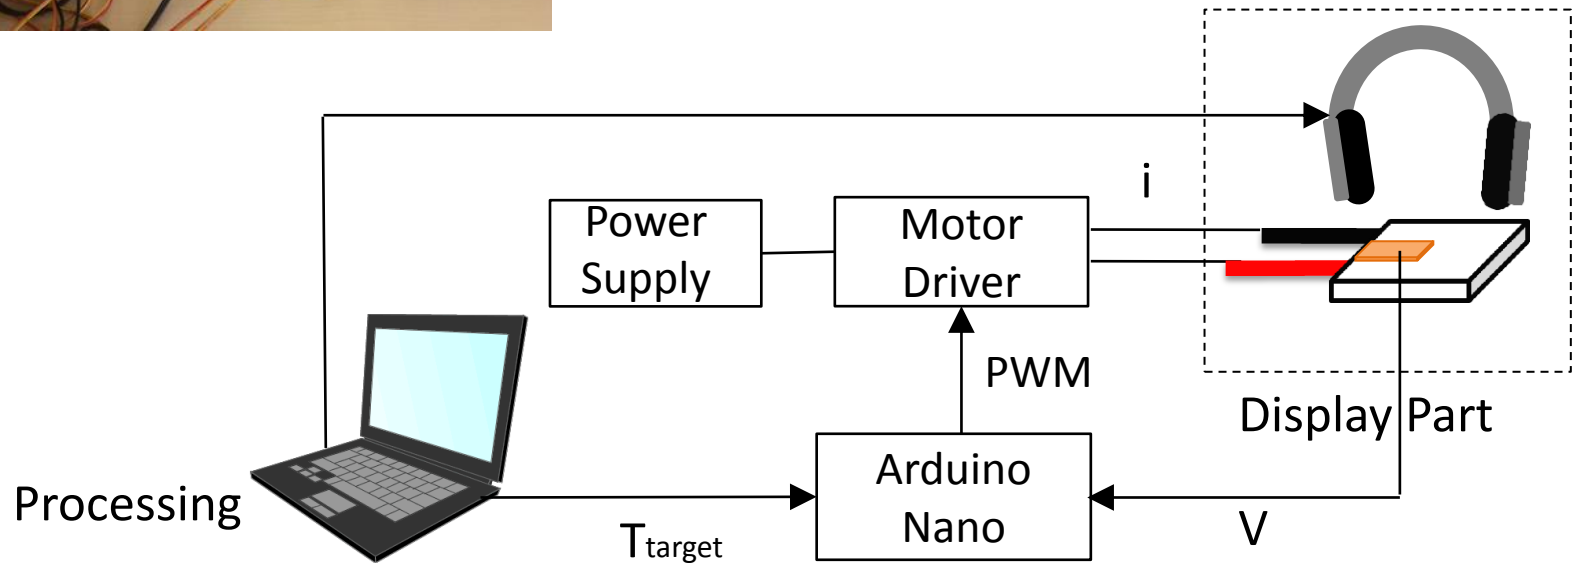 i
Power
Supply
Motor
Driver
PWM
Display Part
Processing
Ttarget
Arduino
Nano
V